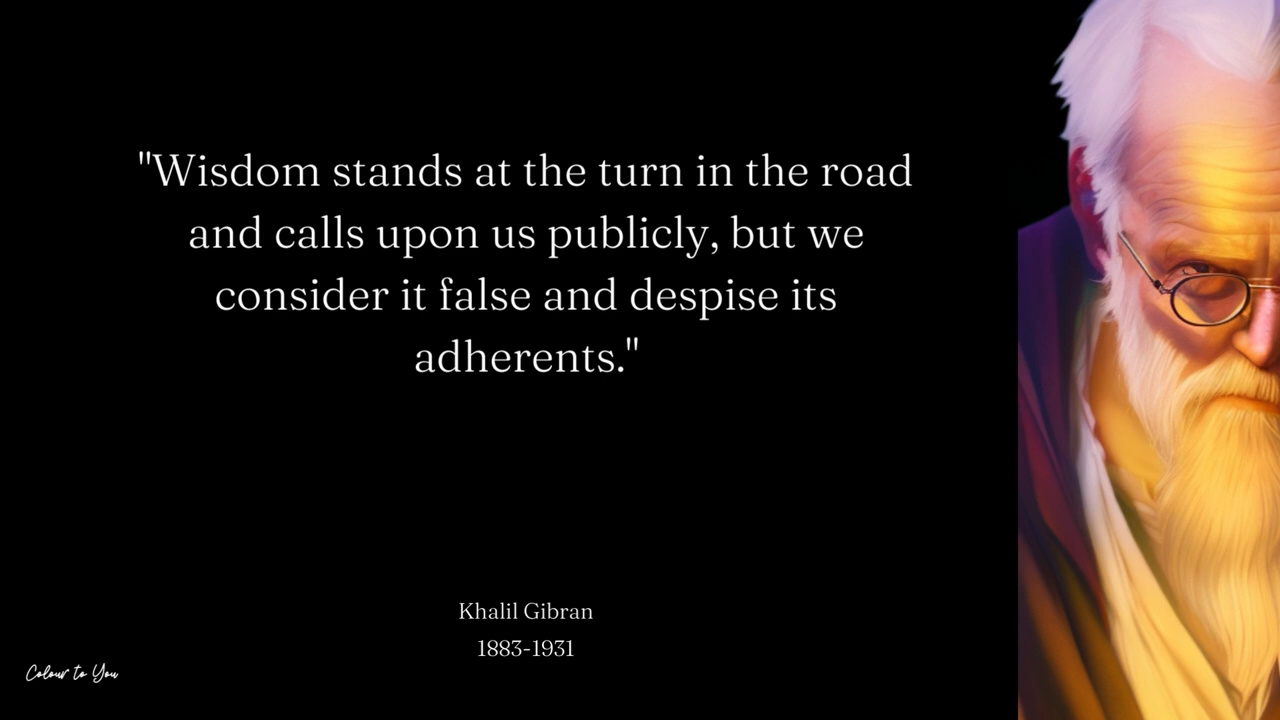 "Wisdom stands at the turn in the road
and calls upon us publicly, but we
consider it false and despise its
adherents."
Khalil Gibran
1883-1931
Colour to You